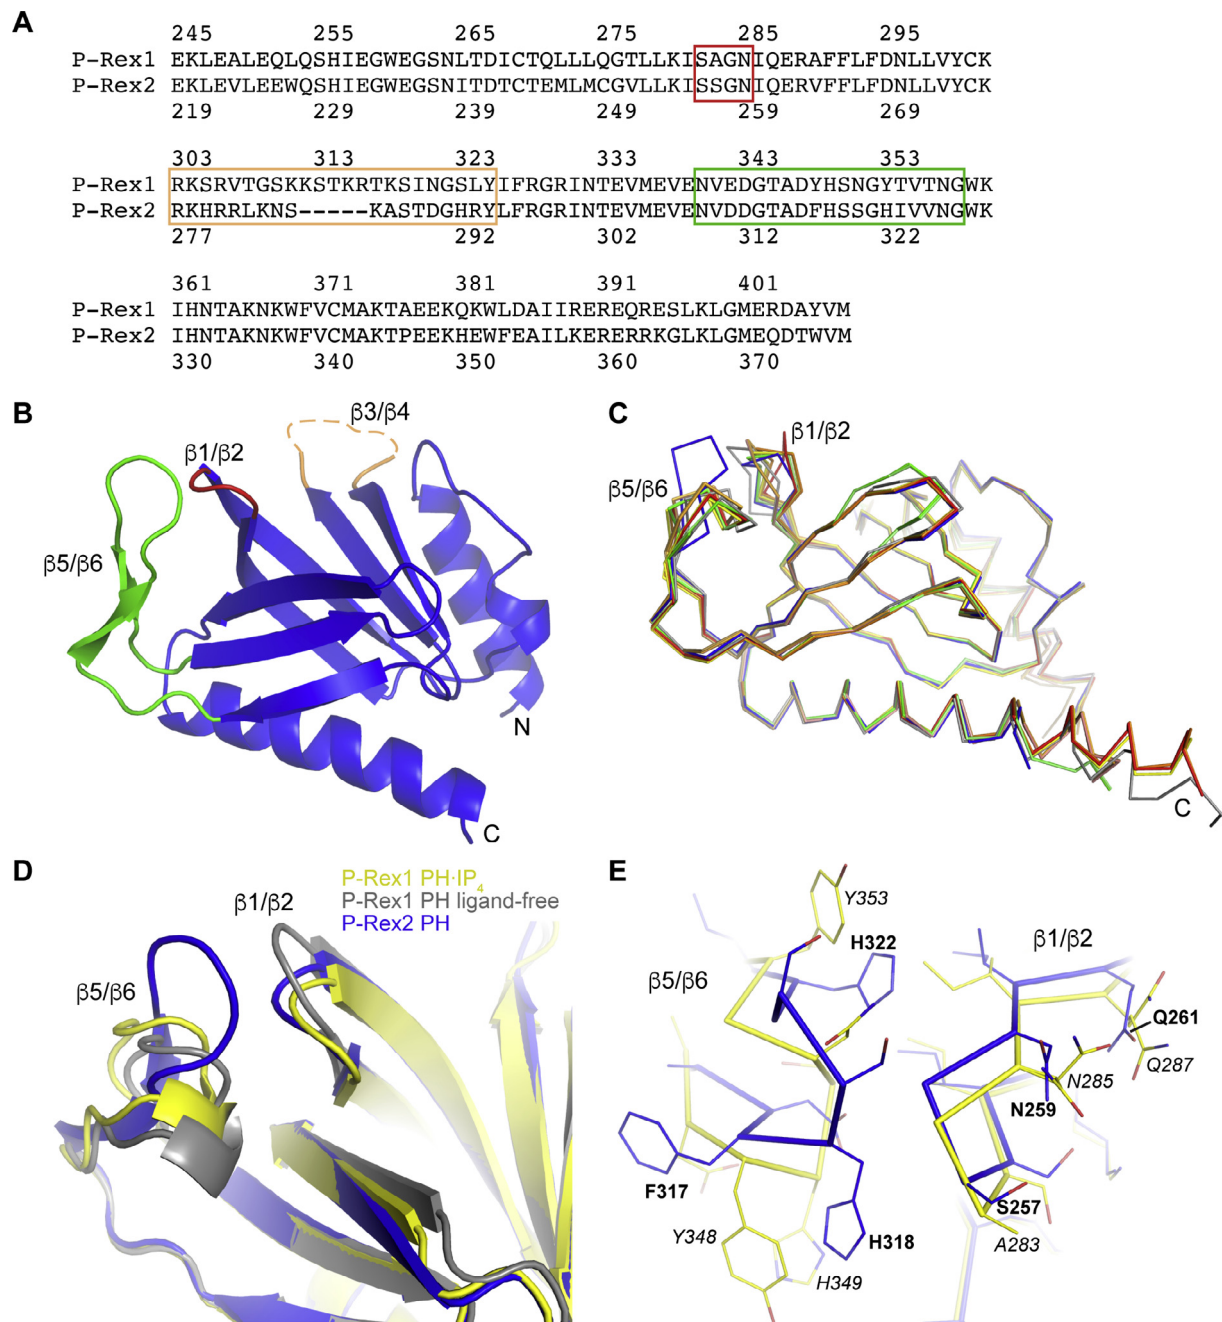 A
245 255 265 275 285 295
P-Rex1 EKLEALEQLQSHIEGWEGSNLTDICTQLLLQGTLLKISAGNIQERAFFLFDNLLVYCK
P-Rex2 EKLEVLEEWQSHIEGWEGSNITDTCTEMLMCGVLLKISSGNIQERVFFLFDNLLVYCK
219 229 239 249 259 269
303 313 323 333 343 353
P-Rex1 RKSRVTGSKKSTKRTKSINGSLYIFRGRINTEVMEVENVEDGTADYHSNGYTVTNGWK
P-Rex2 RKHRRLKNS-----KASTDGHRYLFRGRINTEVMEVENVDDGTADFHSSGHIVVNGWK
277 292 302 312 322
361 371 381 391 401
P-Rex1 IHNTAKNKWFVCMAKTAEEKQKWLDAIIREREQRESLKLGMERDAYVM
P-Rex2 IHNTAKNKWFVCMAKTPEEKHEWFEAILKERERRKGLKLGMEQDTWVM
330 340 350 360 370
B
β3/β4
β1/β2
β5/β6
N
C
C
β1/β2
β5/β6
C
D
P-Rex1 PH·IP4
P-Rex1 PH ligand-free
P-Rex2 PH
β1/β2
β5/β6
E
Y353
H322
β1/β2
β5/β6
Q261
Q287
N285
N259
F317
S257
Y348
H318
A283
H349